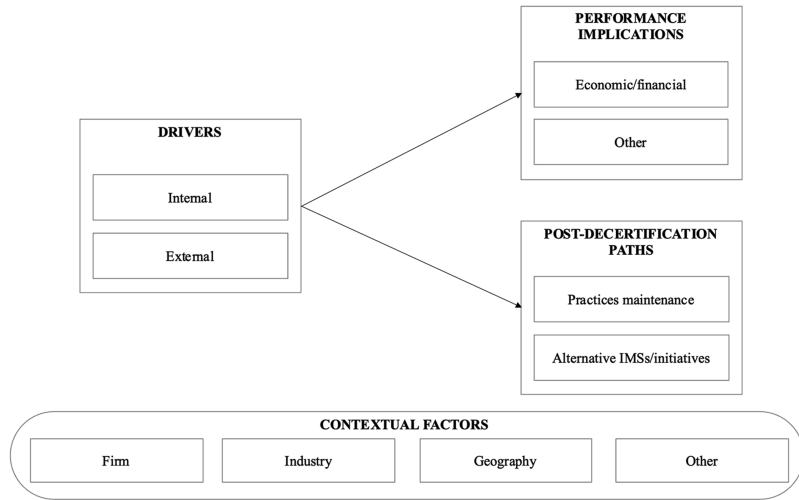 PERFORMANCE
IMPLICATIONS
Economic/financial
Other
DRIVERS
Internal
External
POST-DECERTIFICATION
PATHS
Practices maintenance
Alternative IMSs/initiatives
CONTEXTUAL FACTORS
Firm
Industry
Geography
Other